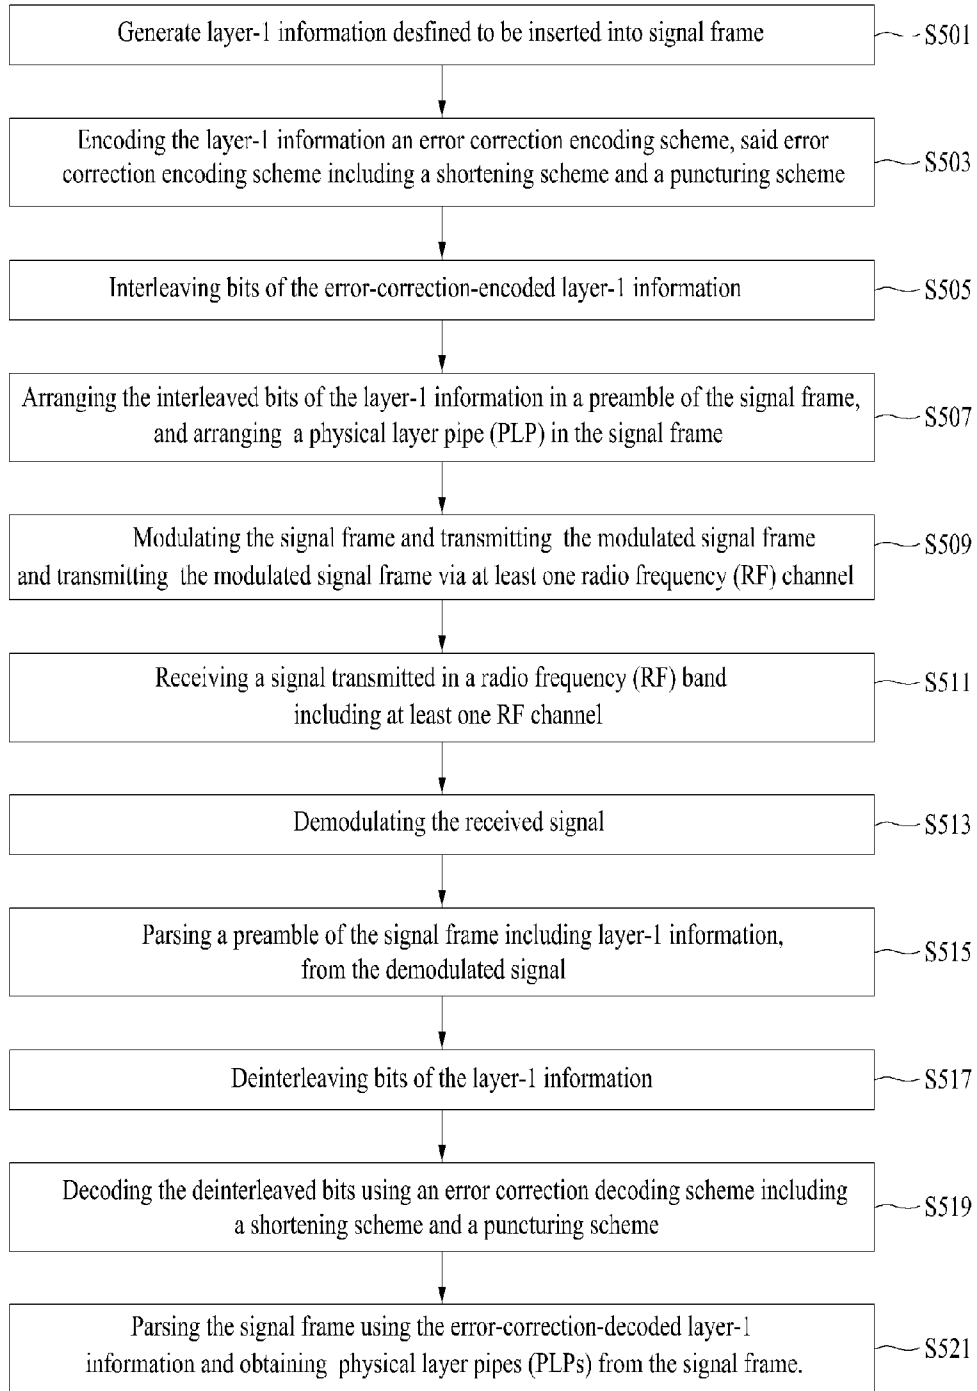 Generate layer-1 information desfined to be inserted into signal frame
S501
Encoding the layer-1 information an error correction encoding scheme, said error
correction encoding scheme including a shortening scheme and a puncturing scheme
S503
Interleaving bits of the error-correction-encoded layer-1 information
S505
Arranging the interleaved bits of the layer-1 information in a preamble of the signal frame,
and arranging a physical layer pipe (PLP) in the signal frame
S507
Modulating the signal frame and transmitting the modulated signal frame
and transmitting the modulated signal frame via at least one radio frequency (RF) channel
S509
Receiving a signal transmitted in a radio frequency (RF) band
including at least one RF channel
S511
Demodulating the received signal
S513
Parsing a preamble of the signal frame including layer-1 information,
from the demodulated signal
S515
Deinterleaving bits of the layer-1 information
S517
Decoding the deinterleaved bits using an error correction decoding scheme including
a shortening scheme and a puncturing scheme
S519
Parsing the signal frame using the error-correction-decoded layer-1
information and obtaining physical layer pipes (PLPs) from the signal frame.
S521